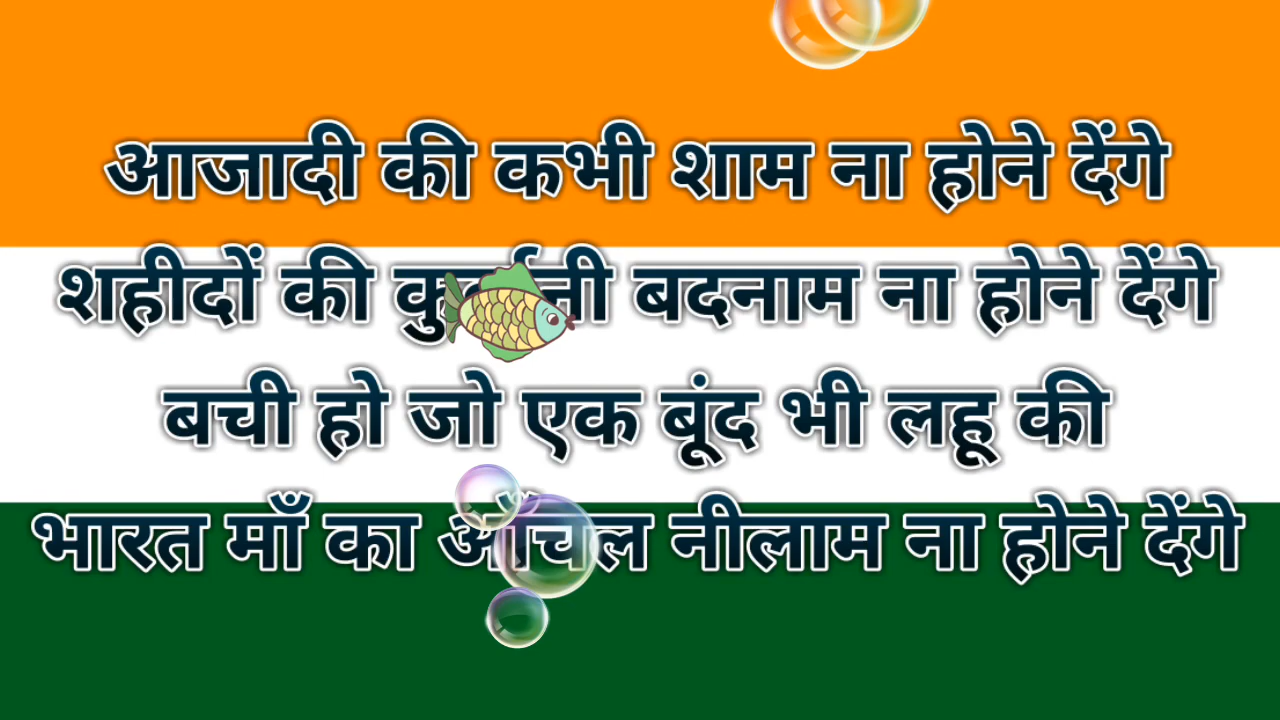 आजादी की कभी शाम ना होने देंगे
शहीदों की बदनाम ना होने देंगे
बची हो जो एक बूंद भी लहू की
भारत माँ का आँचल नीलाम ना होने देंगे